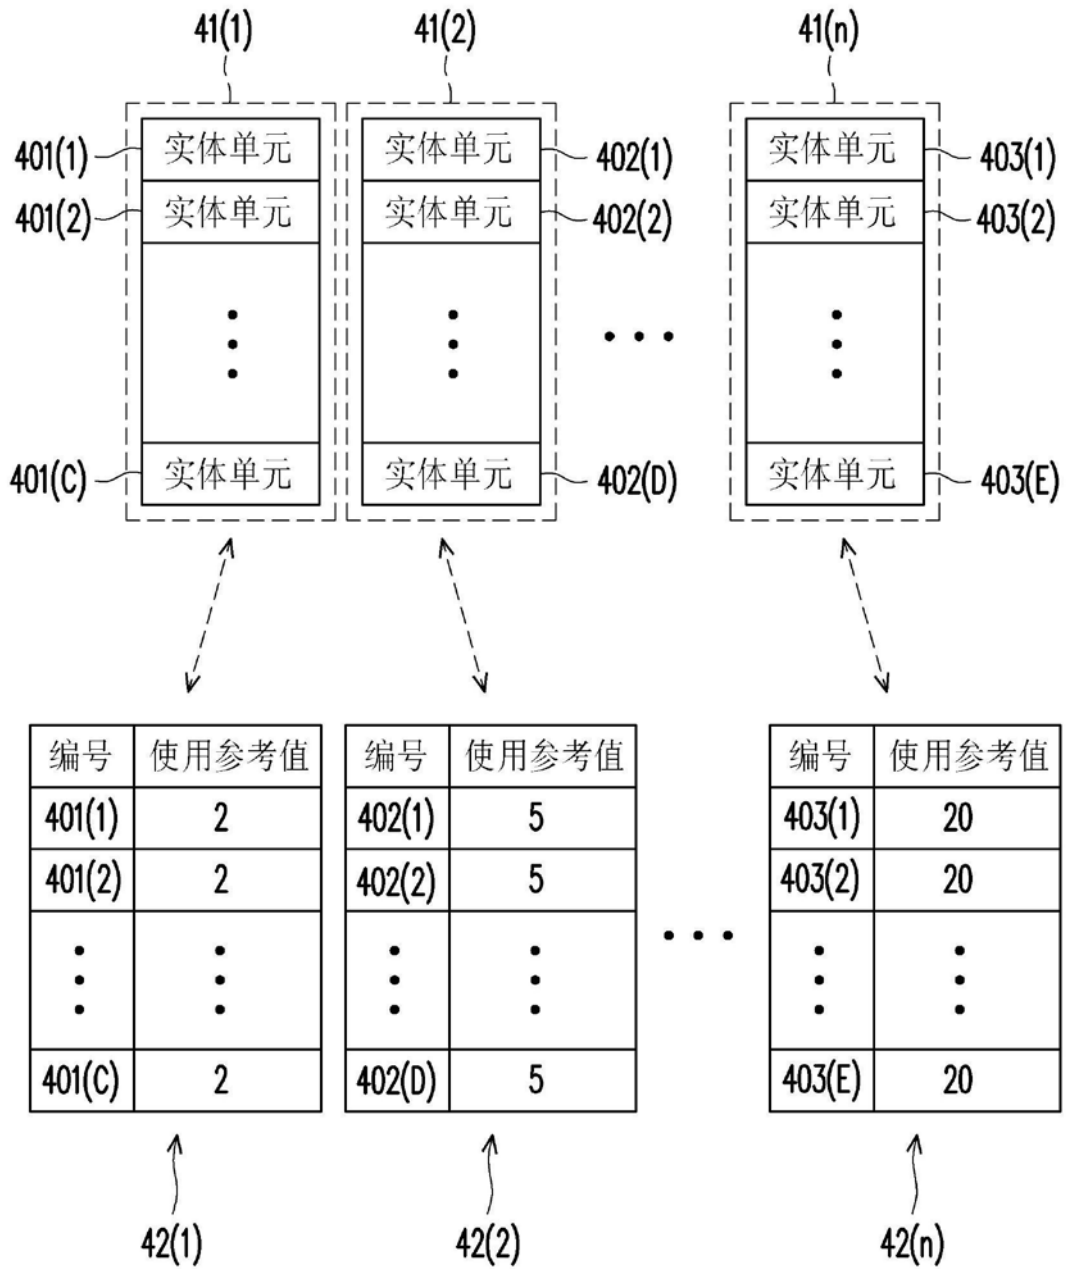 41(1) 41(2) 41(n)
401(1) 实体单元 实体单元 402(1) 实体单元 403(1)
401(2) 实体单元 实体单元 402(2) 实体单元 403(2)
401(C) 实体单元 实体单元 402(D) 实体单元 403(E)
编号 使用参考值 编号 使用参考值 编号 使用参考值
401(1) 2 402(1) 5 403(1) 20
401(2) 2 402(2) 5 403(2) 20
401(C) 2 402(D) 5 403(E) 20
42(1) 42(2) 42(n)